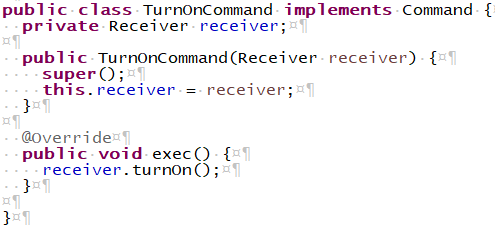 public class TurnOnCommand implements Command {¤¶
··private Receiver receiver;¤¶
¤¶
··public TurnOnCommand(Receiver receiver) {¤¶
····super();¤¶
····this.receiver = receiver;¤¶
··}¤¶
¤¶
··@Override¤¶
··public void exec() {¤¶
····receiver.turnOn();¤¶
··}¤¶
¤¶
}¤¶